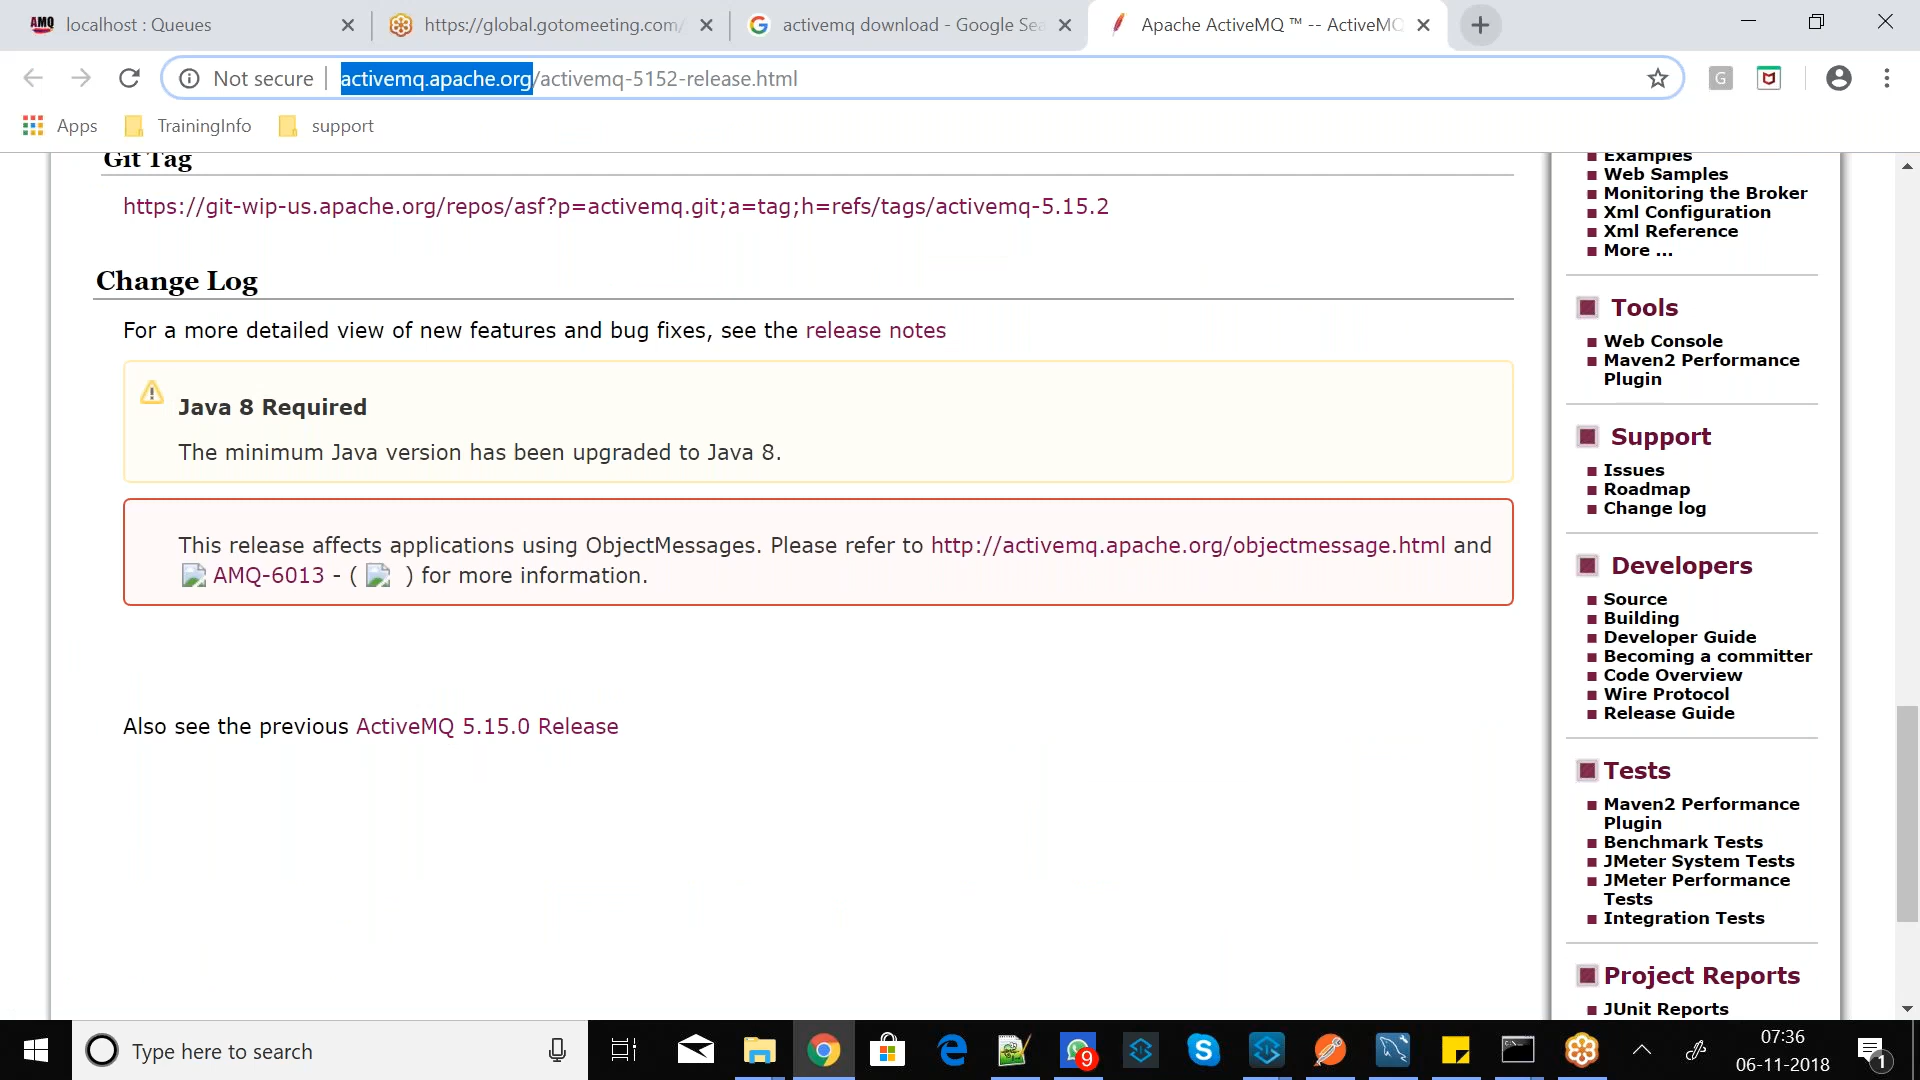 AMQ localhost : Queues
https://global.gotomeeting.com/
G activemq download - Google Sea
Apache ActiveMQ ™ -- ActiveMQ
Not secure | activemq.apache.org/activemq-5152-release.html
G
Apps TrainingInfo support
Git Tag
https://git-wip-us.apache.org/repos/asf?p=activemq.git;a=tag;h=refs/tags/activemq-5.15.2
Change Log
For a more detailed view of new features and bug fixes, see the release notes
Java 8 Required
The minimum Java version has been upgraded to Java 8.
This release affects applications using ObjectMessages. Please refer to http://activemq.apache.org/objectmessage.html and
AMQ-6013 - ( ) for more information.
Also see the previous ActiveMQ 5.15.0 Release
Examples
Web Samples
Monitoring the Broker
Xml Configuration
Xml Reference
More ...
Tools
Web Console
Maven2 Performance
Plugin
Support
Issues
Roadmap
Change log
Developers
Source
Building
Developer Guide
Becoming a committer
Code Overview
Wire Protocol
Release Guide
Tests
Maven2 Performance
Plugin
Benchmark Tests
JMeter System Tests
JMeter Performance
Tests
Integration Tests
Project Reports
JUnit Reports
Type here to search
9
07:36
06-11-2018
1